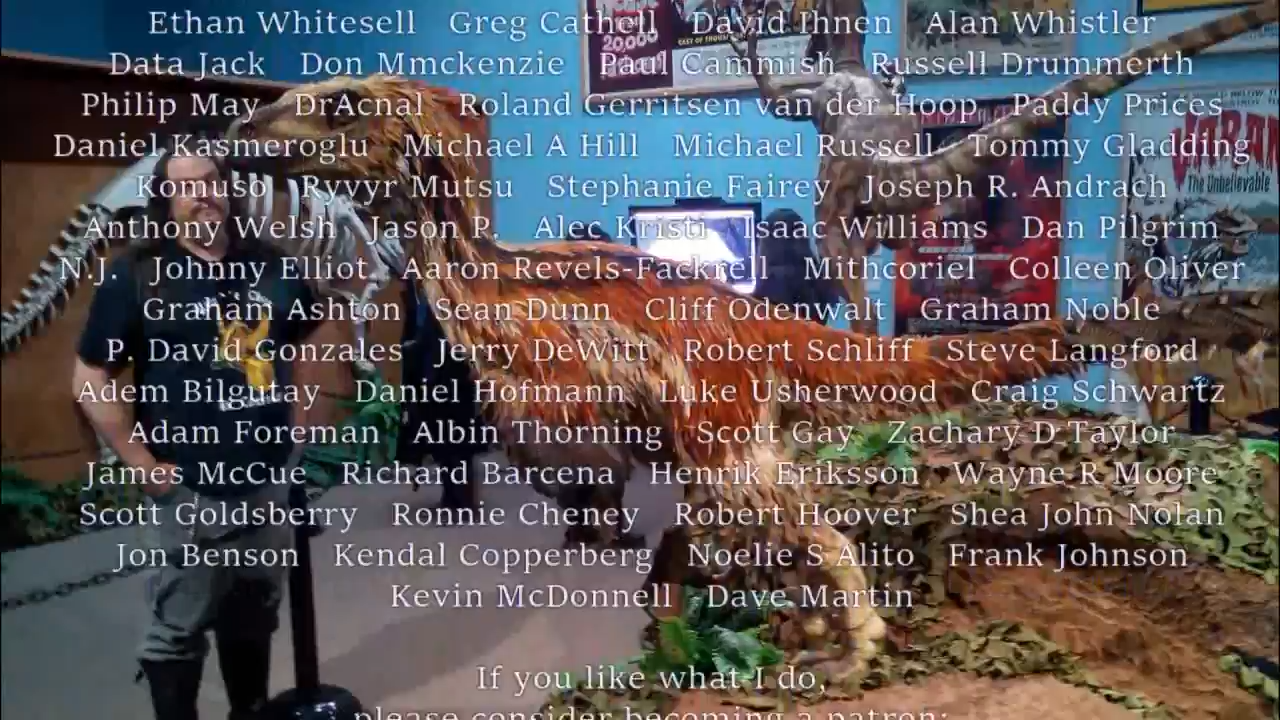 Ethan Whitesell Greg Cathell David Ihnen Alan Whistler
Data Jack Don Mmckenzie Paul Cammish Russell Drummerth
Philip May DrAcnal Roland Gerritsen van der Hoop Paddy Prices
Daniel Kasmeroglu Michael A Hill Michael Russell Tommy Gladding
Komuso Ryvyr Mutsu Stephanie Fairey Joseph R. Andrach
Anthony Welsh Jason P. Alec Kristi Isaac Williams Dan Pilgrim
N.J. Johnny Elliot Aaron Revels-Fackrell Mithcoriel Colleen Oliver
Graham Ashton Sean Dunn Cliff Odenwalt Graham Noble
P. David Gonzales Jerry DeWitt Robert Schliff Steve Langford
Adem Bilgutay Daniel Hofmann Luke Usherwood Craig Schwartz
Adam Foreman Albin Thorning Scott Gay Zachary D Taylor
James McCue Richard Barcena Henrik Eriksson Wayne R Moore
Scott Goldsberry Ronnie Cheney Robert Hoover Shea John Nolan
Jon Benson Kendal Copperberg Noelie S Alito Frank Johnson
Kevin McDonnell Dave Martin
If you like what I do,
please consider becoming a patron:
20,000
The Unbelievable